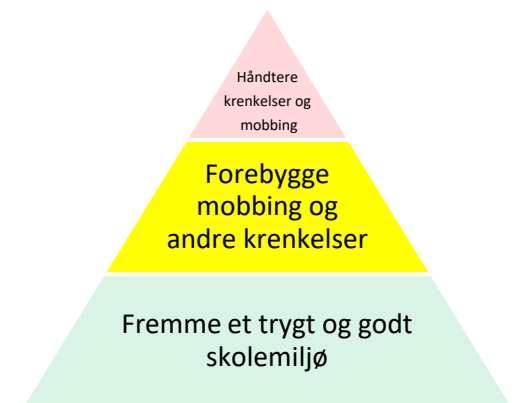 Håndtere
krenkelser og
mobbing
Forebygge
mobbing og
andre krenkelser
Fremme et trygt og godt
skolemiljø